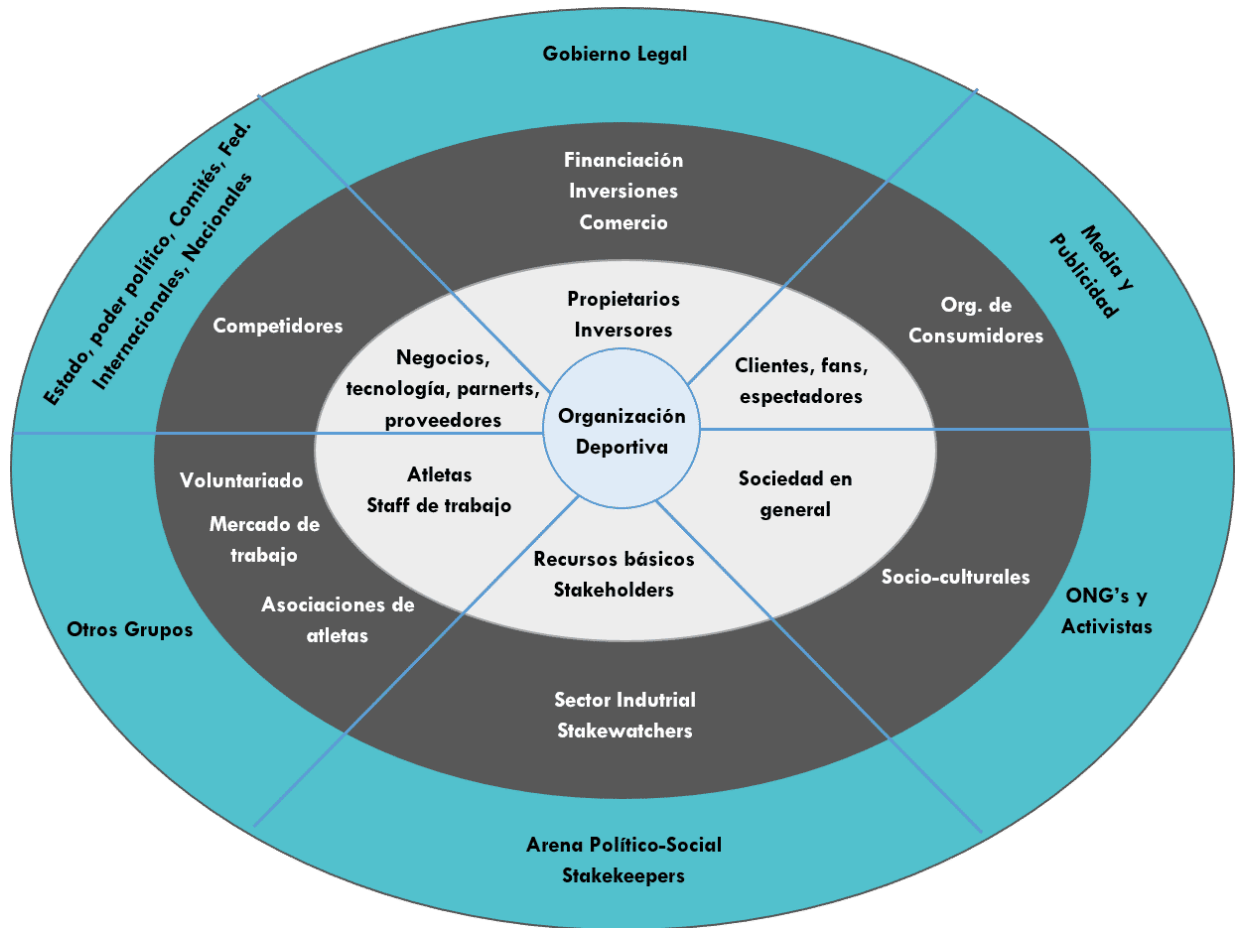 Gobierno Legal
Estado, poder político, Comités, Fed.
Internacionales, Nacionales
Media y
Publicidad
Financiación
Inversiones
Comercio
Competidores
Org. de
Consumidores
Propietarios
Inversores
Negocios,
tecnología, parnerts,
proveedores
Clientes, fans,
espectadores
Organización
Deportiva
Atletas
Staff de trabajo
Sociedad en
general
Recursos básicos
Stakeholders
Voluntariado
Mercado de
trabajo
Asociaciones de
atletas
Socio-culturales
Otros Grupos
ONG’s y
Activistas
Sector Indutrial
Stakewatchers
Arena Político-Social
Stakekeepers